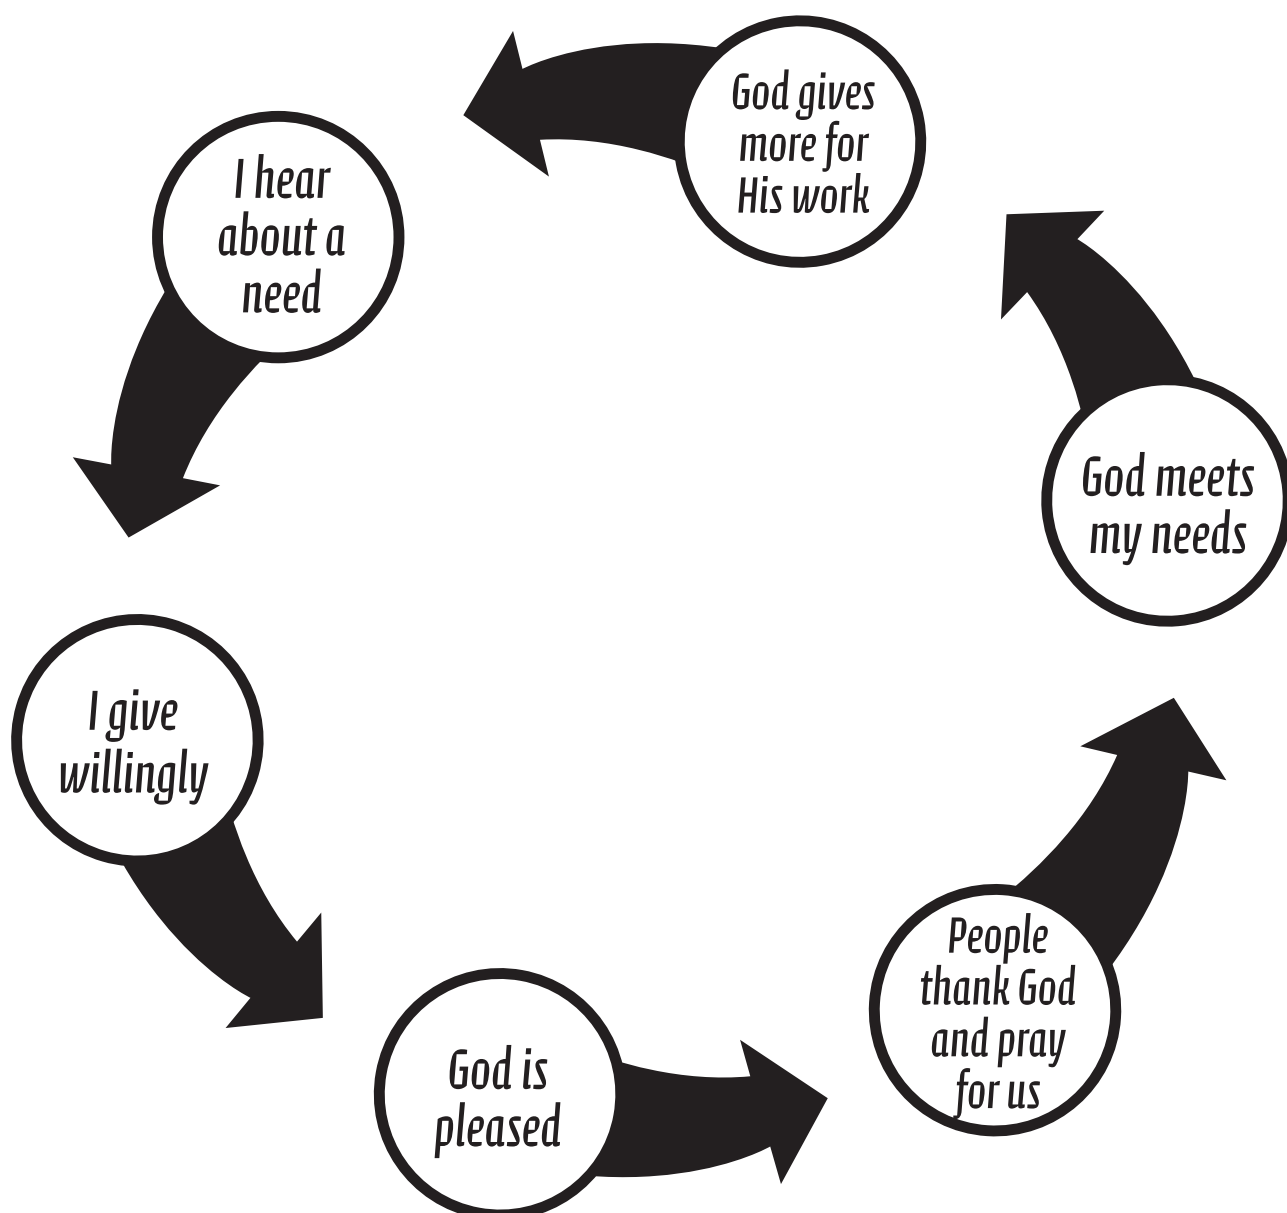 God gives
more for
His work
I hear
about a
need
God meets
my needs
I give
willingly
People
thank God
and pray
for us
God is
pleased